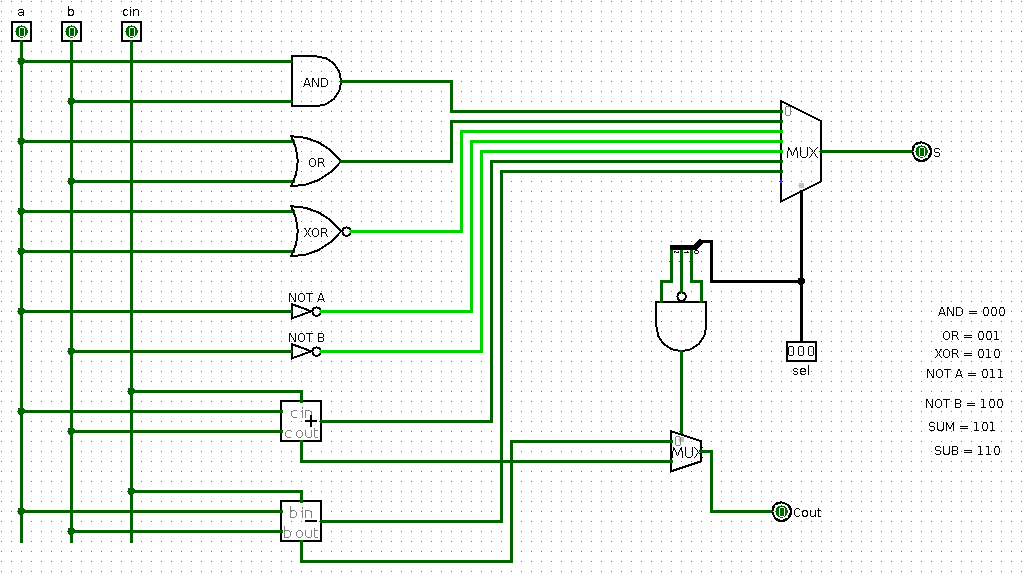 a b cin
0 0 0
AND
0
OR
MUX
0 S
XOR
NOT A
AND = 000
NOT B
OR = 001
000
XOR = 010
sel
NOT A = 011
c in
+
c out
NOT B = 100
SUM = 101
0
MUX
SUB = 110
b in
−
b out
0 Cout